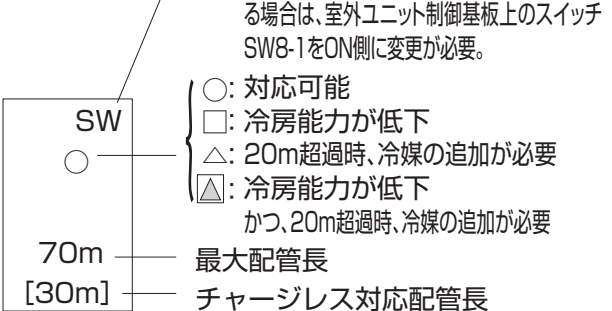 る場合は、室外ユニット制御基板上のスイッチ
SW8-1をON側に変更が必要。
SW
○: 対応可能
□: 冷房能力が低下
△: 20m超過時、冷媒の追加が必要
○
▲: 冷房能力が低下
かつ、20m超過時、冷媒の追加が必要
70m 最大配管長
[30m] チャージレス対応配管長